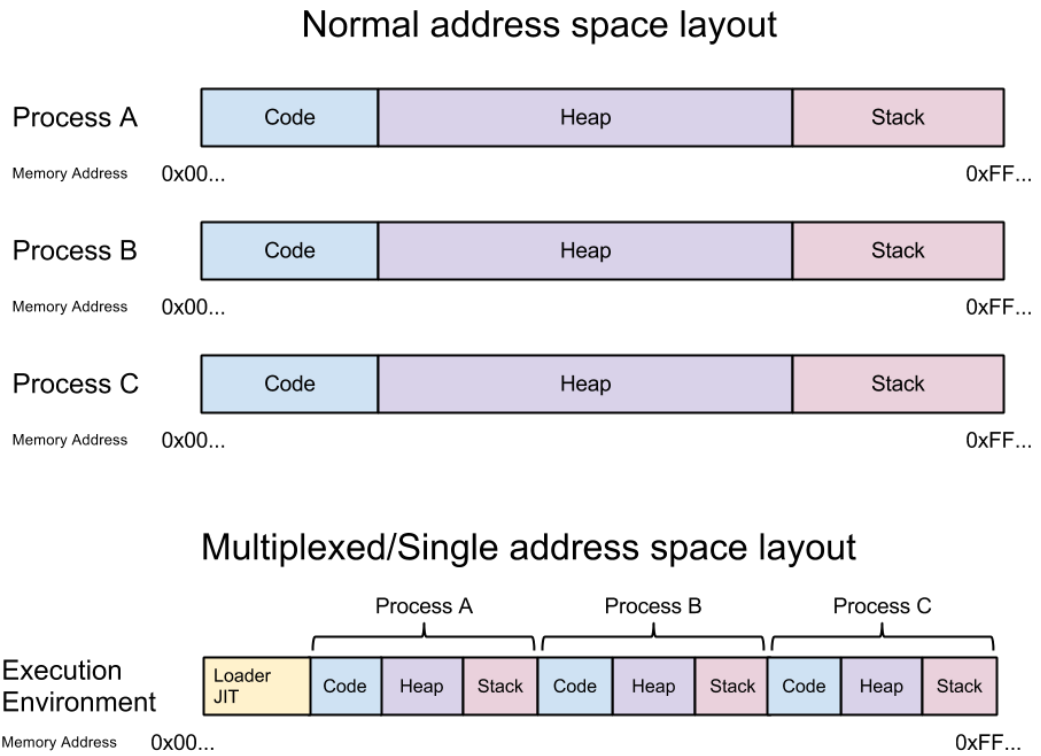 Normal address space layout
Process A
Code Heap Stack
Memory Address 0x00... 0xFF...
Process B
Code Heap Stack
Memory Address 0x00... 0xFF...
Process C
Code Heap Stack
Memory Address 0x00... 0xFF...
Multiplexed/Single address space layout
Process A Process B Process C
Execution
Environment
Loader
JIT
Code Heap Stack Code Heap Stack Code Heap Stack
Memory Address 0x00... 0xFF...